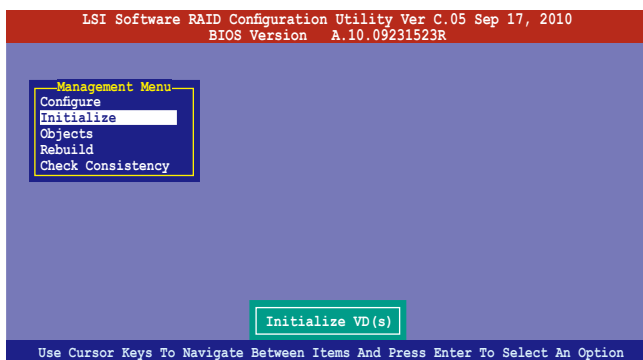 LSI Software RAID Configuration Utility Ver C.05 Sep 17, 2010
BIOS Version A.10.09231523R
Management Menu
Configure
Initialize
Objects
Rebuild
Check Consistency
Initialize VD(s)
Use Cursor Keys To Navigate Between Items And Press Enter To Select An Option